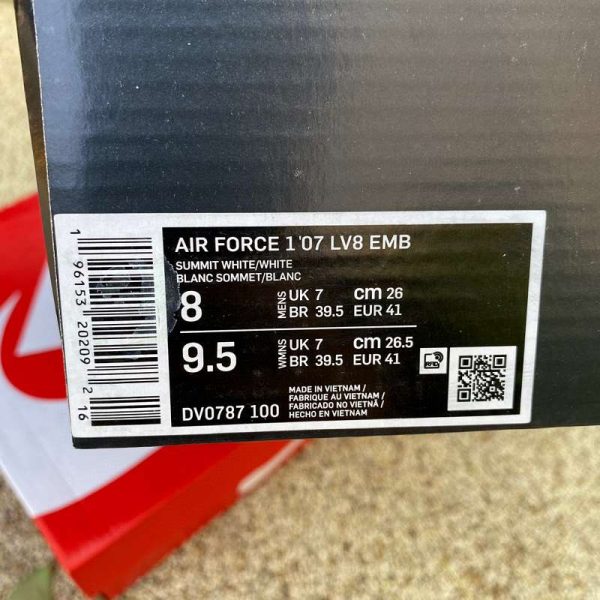 AIR FORCE 1 '07 LV8 EMB
SUMMIT WHITE/WHITE
BLANC SOMMET/BLANC
8 MENS UK 7 cm 26
BR 39.5 EUR 41
9.5 WMNS UK 7 cm 26.5
BR 39.5 EUR 41
RFID
DV0787 100
MADE IN VIETNAM /
FABRIQUE AU VIETNAM /
FABRICADO NO VIETNÃ /
HECHO EN VIETNAM
1 96153 20209 2 16